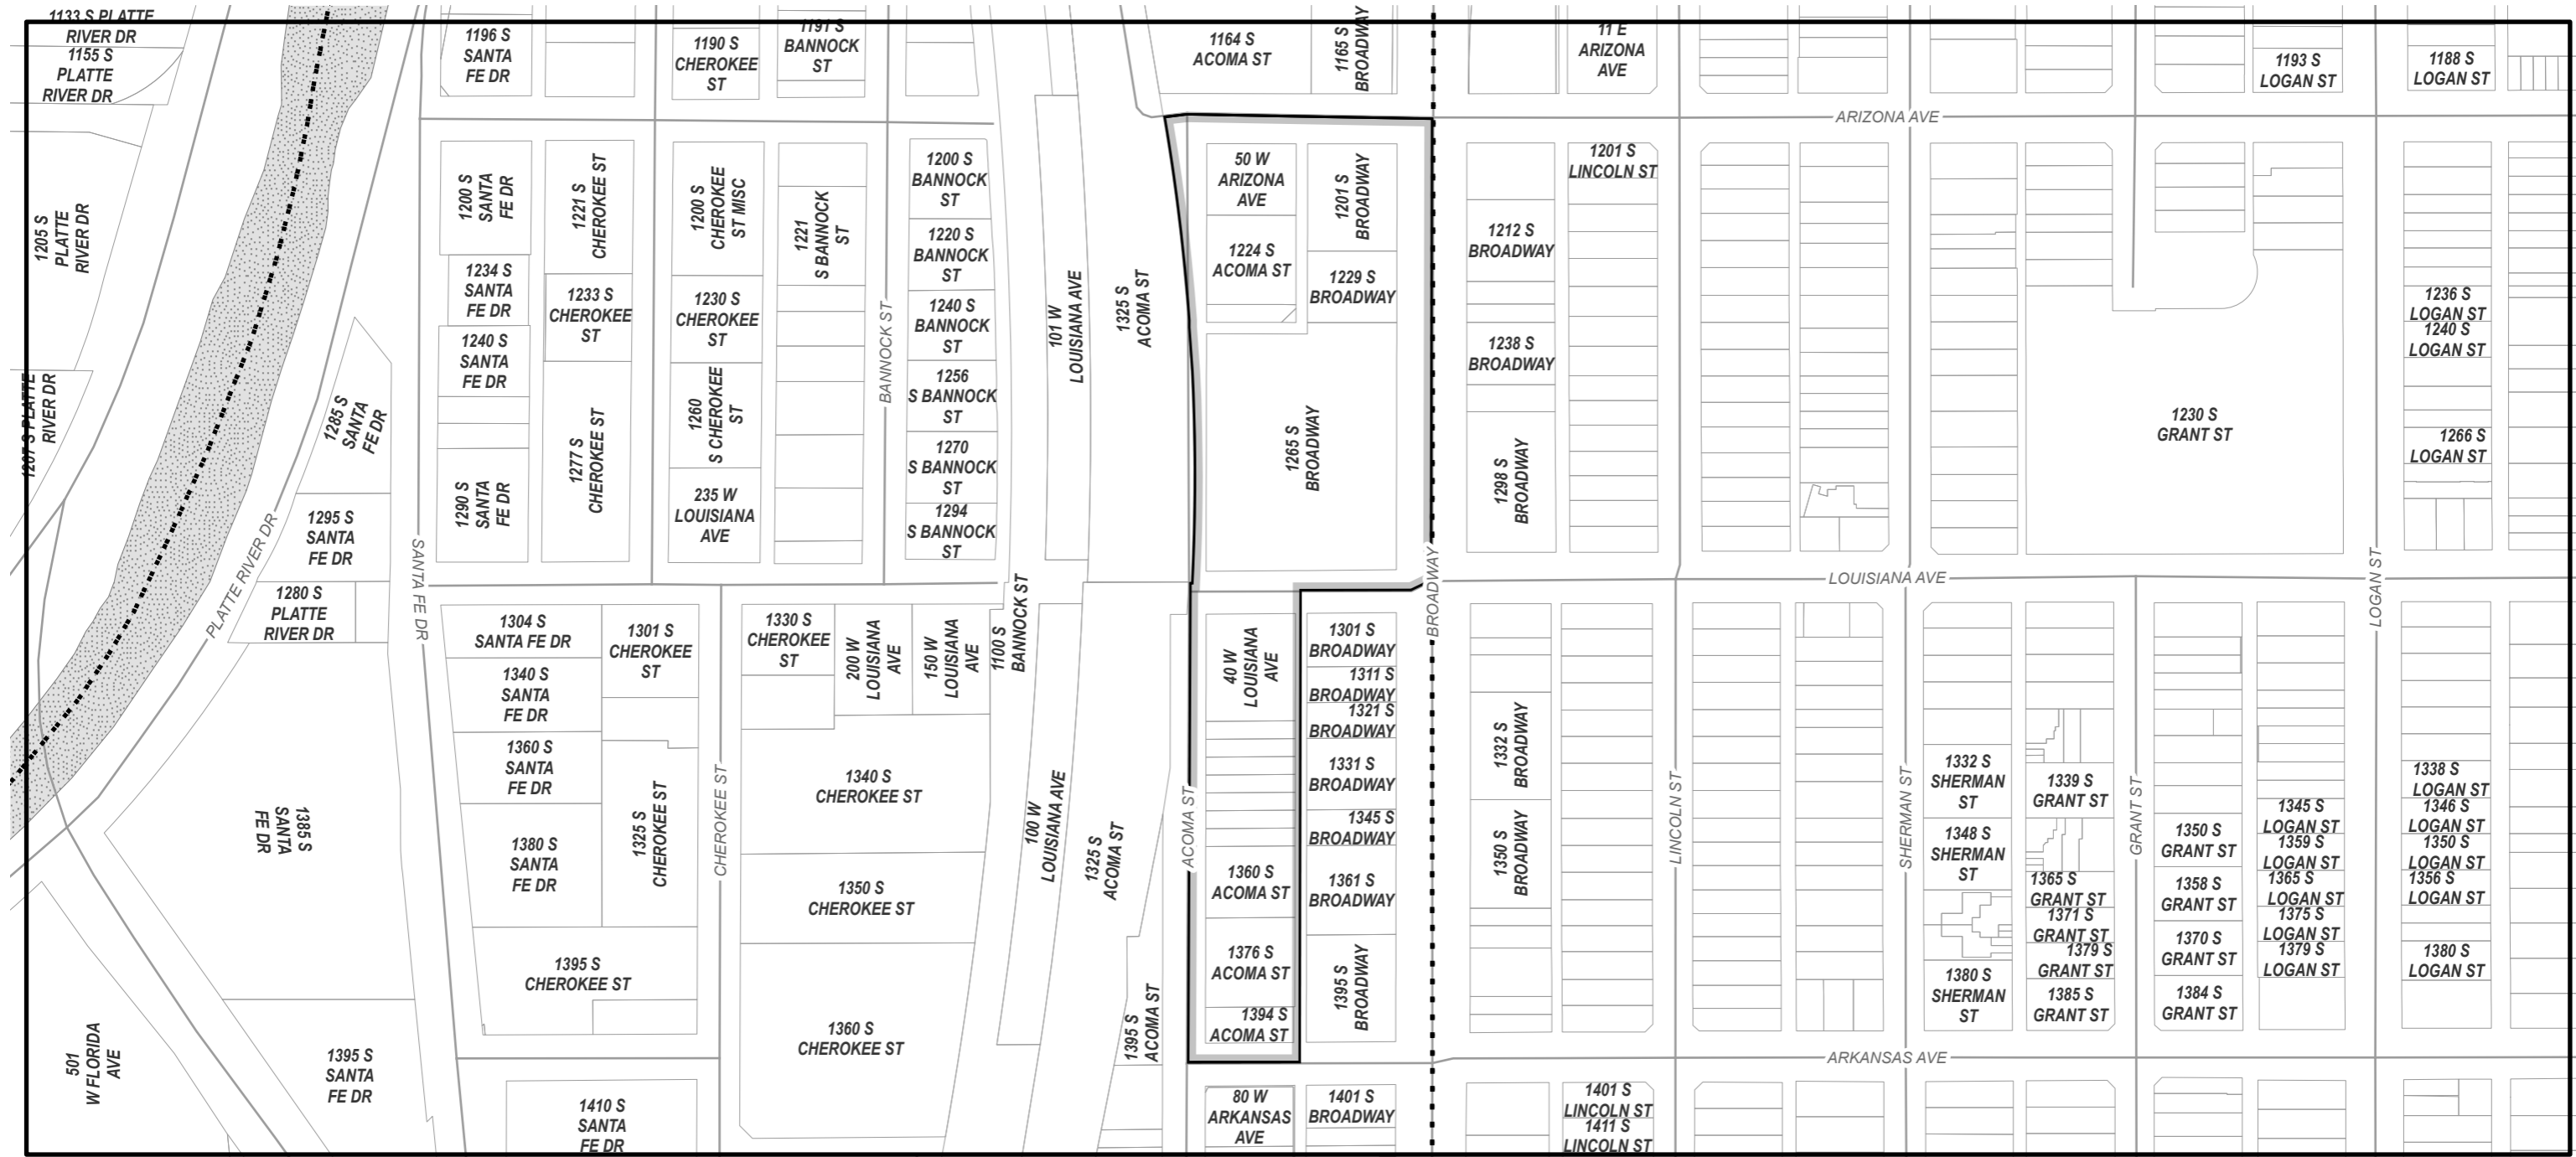 1133 S PLATTE
RIVER DR
1155 S
PLATTE
RIVER DR
1205 S
PLATTE
RIVER DR
1207 S PLATTE
RIVER DR
1196 S
SANTA
FE DR
1190 S
CHEROKEE
ST
1191 S
BANNOCK
ST
1164 S
ACOMA ST
1165 S
BROADWAY
11 E
ARIZONA
AVE
1193 S
LOGAN ST
1188 S
LOGAN ST
ARIZONA AVE
1200 S
SANTA
FE DR
1221 S
CHEROKEE ST
1200 S
CHEROKEE
ST MISC
1221
S BANNOCK
ST
1200 S
BANNOCK
ST
1220 S
BANNOCK
ST
1234 S
SANTA
FE DR
1233 S
CHEROKEE
ST
1230 S
CHEROKEE
ST
1240 S
BANNOCK
ST
1240 S
SANTA
FE DR
BANNOCK ST
1256
S BANNOCK
ST
1260
S CHEROKEE
ST
1277 S
CHEROKEE ST
1270
S BANNOCK
ST
1290 S
SANTA
FE DR
235 W
LOUISIANA
AVE
1294
S BANNOCK
ST
101 W
LOUISIANA AVE
1325 S
ACOMA ST
50 W
ARIZONA
AVE
1201 S
BROADWAY
1224 S
ACOMA ST
1229 S
BROADWAY
1265 S
BROADWAY
1212 S
BROADWAY
1238 S
BROADWAY
1298 S
BROADWAY
1201 S
LINCOLN ST
1230 S
GRANT ST
1236 S
LOGAN ST
1240 S
LOGAN ST
1266 S
LOGAN ST
1285 S
SANTA
FE DR
1295 S
SANTA
FE DR
1280 S
PLATTE
RIVER DR
PLATTE RIVER DR
SANTA FE DR
BROADWAY
LOUISIANA AVE
LOGAN ST
1304 S
SANTA FE DR
1301 S
CHEROKEE
ST
1330 S
CHEROKEE
ST
200 W
LOUISIANA
AVE
150 W
LOUISIANA
AVE
1100 S
BANNOCK ST
1340 S
SANTA
FE DR
1360 S
SANTA
FE DR
1380 S
SANTA
FE DR
1325 S
CHEROKEE ST
CHEROKEE ST
1340 S
CHEROKEE ST
1350 S
CHEROKEE ST
1360 S
CHEROKEE ST
1395 S
CHEROKEE ST
100 W
LOUISIANA AVE
1325 S
ACOMA ST
1395 S
ACOMA ST
ACOMA ST
40 W
LOUISIANA
AVE
1301 S
BROADWAY
1311 S
BROADWAY
1321 S
BROADWAY
1331 S
BROADWAY
1345 S
BROADWAY
1361 S
BROADWAY
1395 S
BROADWAY
1360 S
ACOMA ST
1376 S
ACOMA ST
1394 S
ACOMA ST
1332 S
BROADWAY
1350 S
BROADWAY
LINCOLN ST
SHERMAN ST
1332 S
SHERMAN
ST
1348 S
SHERMAN
ST
1380 S
SHERMAN
ST
1339 S
GRANT ST
1365 S
GRANT ST
1371 S
GRANT ST
1379 S
GRANT ST
1385 S
GRANT ST
GRANT ST
1350 S
GRANT ST
1358 S
GRANT ST
1370 S
GRANT ST
1384 S
GRANT ST
1345 S
LOGAN ST
1359 S
LOGAN ST
1365 S
LOGAN ST
1375 S
LOGAN ST
1379 S
LOGAN ST
1338 S
LOGAN ST
1346 S
LOGAN ST
1350 S
LOGAN ST
1356 S
LOGAN ST
1380 S
LOGAN ST
1385 S
SANTA
FE DR
501
W FLORIDA
AVE
1395 S
SANTA
FE DR
1410 S
SANTA
FE DR
ARKANSAS AVE
80 W
ARKANSAS
AVE
1401 S
BROADWAY
1401 S
LINCOLN ST
1411 S
LINCOLN ST